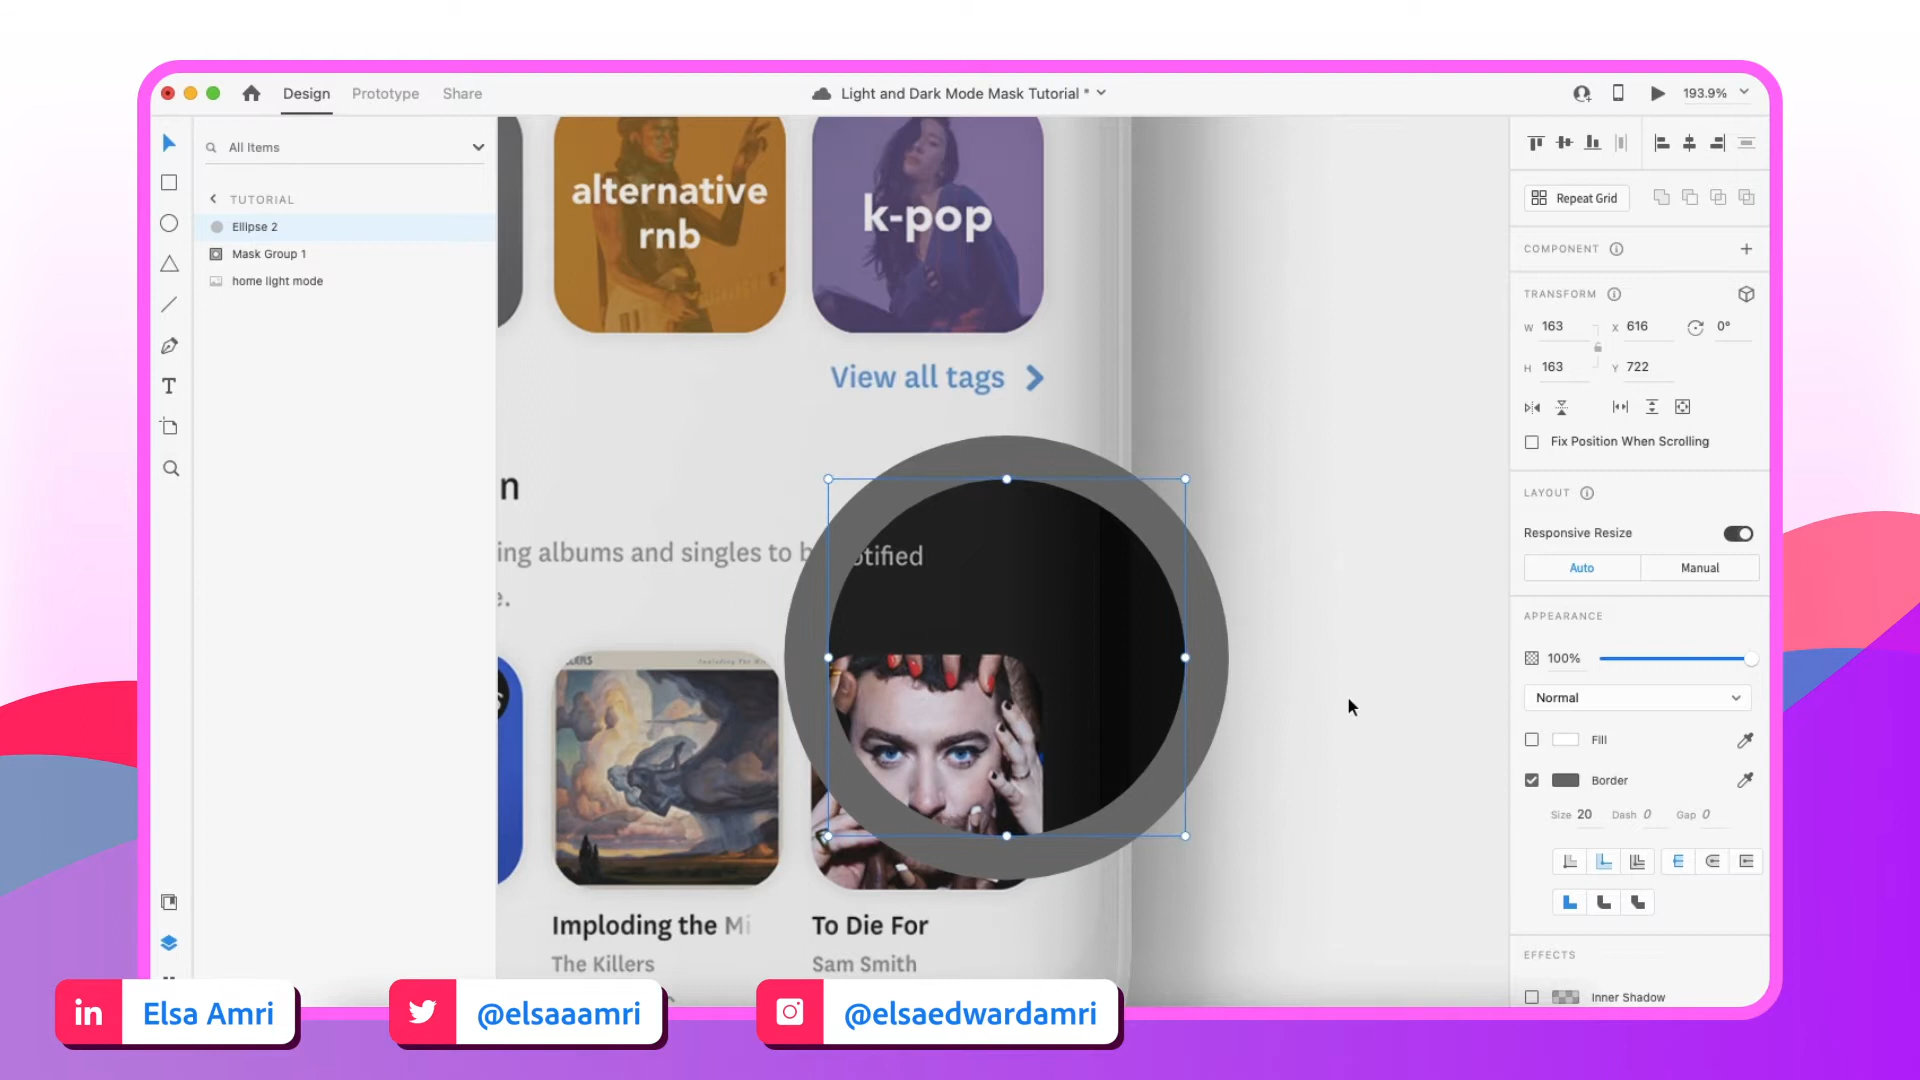 Design
Prototype
Share
Light and Dark Mode Mask Tutorial *
193.9%
All Items
TUTORIAL
Ellipse 2
Mask Group 1
home light mode
alternative
rnb
k-pop
View all tags
n
ing albums and singles to b
otified
e.
Imploding the Mi
The Killers
To Die For
Sam Smith
Repeat Grid
COMPONENT
TRANSFORM
W 163
X 616
0°
H 163
Y 722
Fix Position When Scrolling
LAYOUT
Responsive Resize
Auto
Manual
APPEARANCE
100%
Normal
Fill
Border
Size 20
Dash 0
Gap 0
EFFECTS
Inner Shadow
in
Elsa Amri
@elsaaamri
@elsaedwardamri